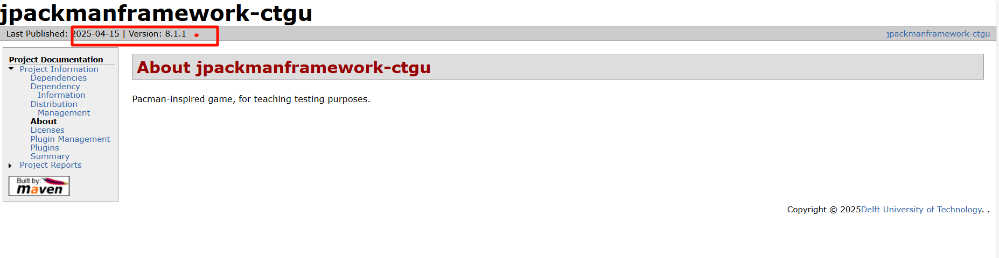 jpackmanframework-ctgu
Last Published: 2025-04-15 | Version: 8.1.1
jpackmanframework-ctgu
Project Documentation
Project Information
Dependencies
Dependency
Information
Distribution
Management
About
Licenses
Plugin Management
Plugins
Summary
Project Reports
Built by:
maven
About jpackmanframework-ctgu
Pacman-inspired game, for teaching testing purposes.
Copyright © 2025Delft University of Technology. .